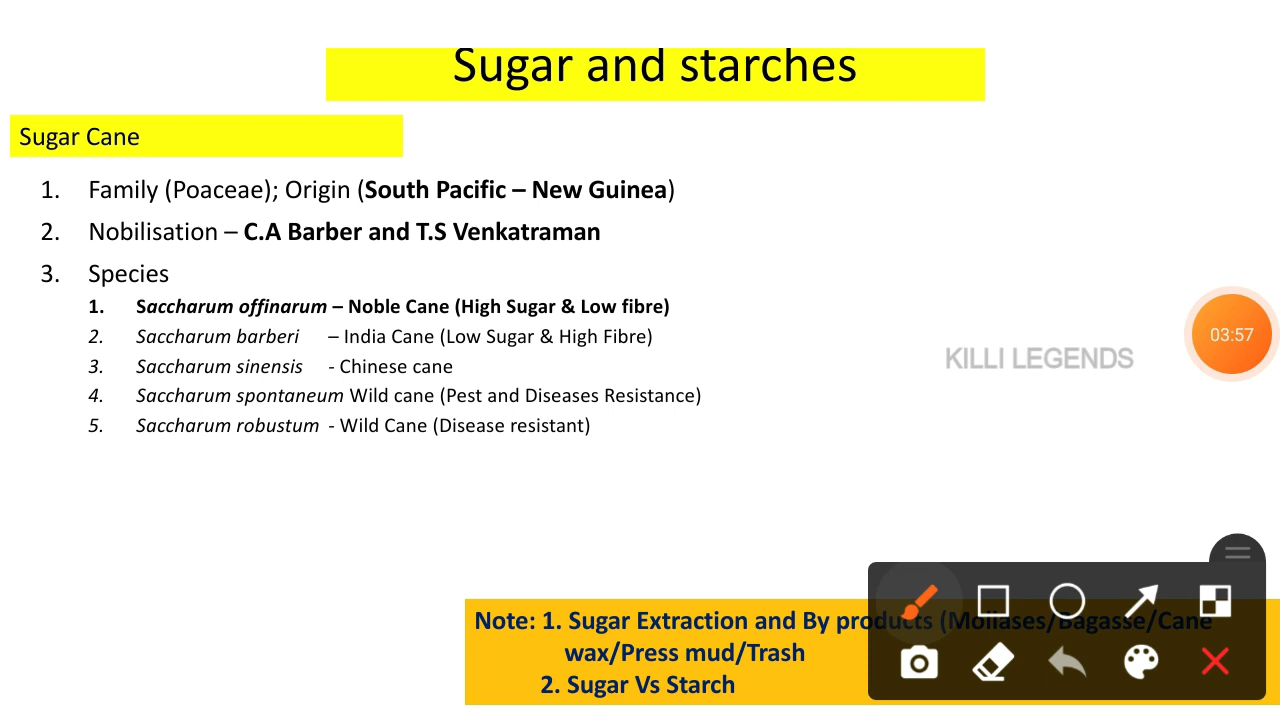 Sugar and starches
Sugar Cane
1. Family (Poaceae); Origin (South Pacific – New Guinea)
2. Nobilisation – C.A Barber and T.S Venkatraman
3. Species
1. Saccharum offinarum – Noble Cane (High Sugar & Low fibre)
2. Saccharum barberi – India Cane (Low Sugar & High Fibre)
3. Saccharum sinensis - Chinese cane
4. Saccharum spontaneum Wild cane (Pest and Diseases Resistance)
5. Saccharum robustum - Wild Cane (Disease resistant)
03:57
KILLI LEGENDS
Note: 1. Sugar Extraction and By products (Mollases/Bagasse/Cane
wax/Press mud/Trash
2. Sugar Vs Starch